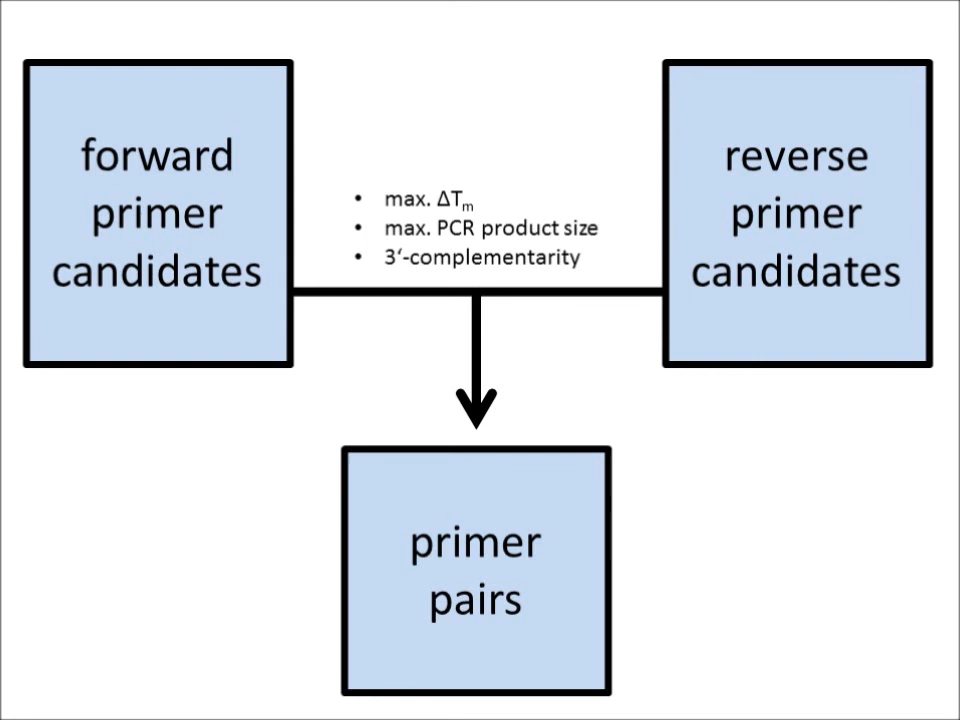 forward
primer
candidates
• max. ΔTm
• max. PCR product size
• 3‘-complementarity
reverse
primer
candidates
primer
pairs